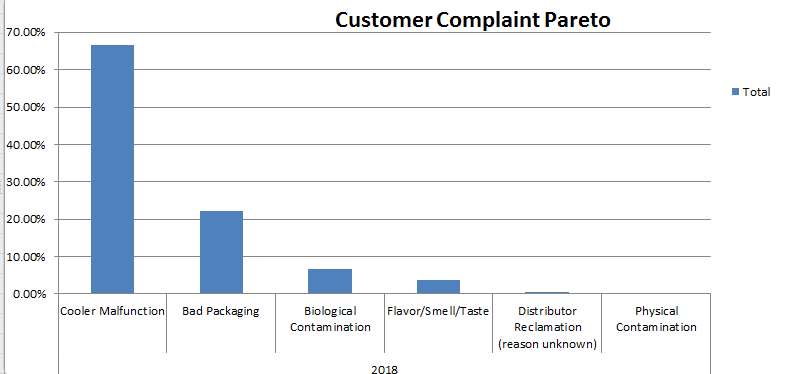 Customer Complaint Pareto
70.00%
60.00%
50.00%
40.00%
30.00%
20.00%
10.00%
0.00%
Total
Cooler Malfunction
Bad Packaging
Biological
Contamination
Flavor/Smell/Taste
Distributor
Reclamation
(reason unknown)
Physical
Contamination
2018